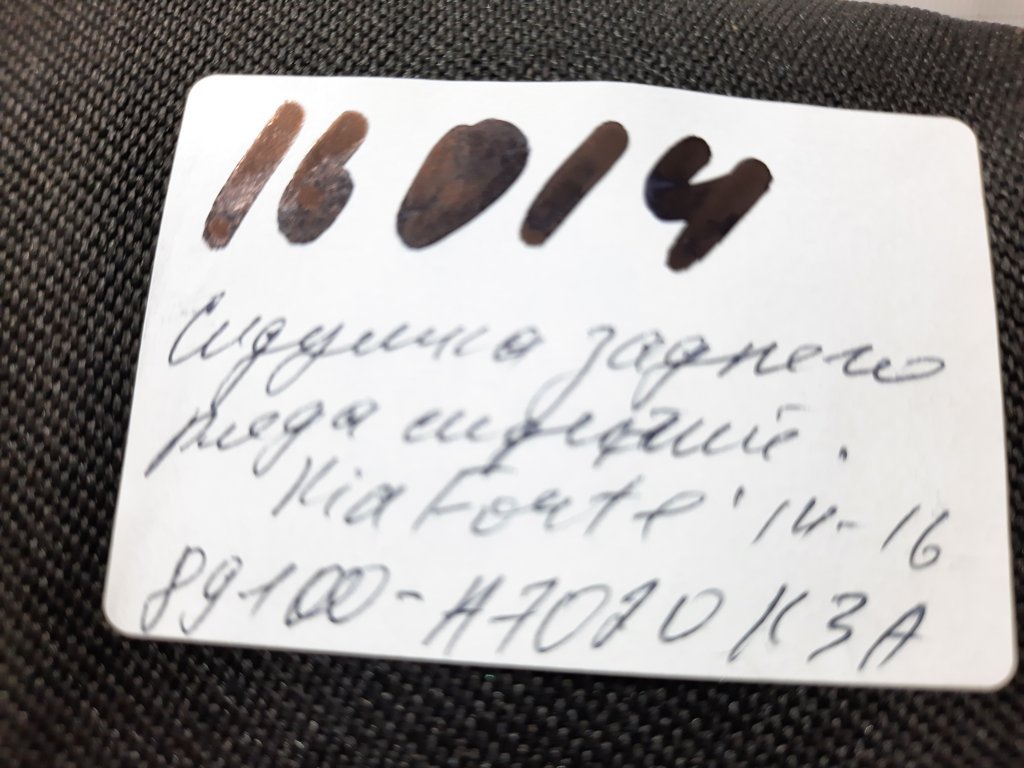 16014
Сидушка заднего
ряда сидений.
Kia Forte '14-16
89100-A7020K3A